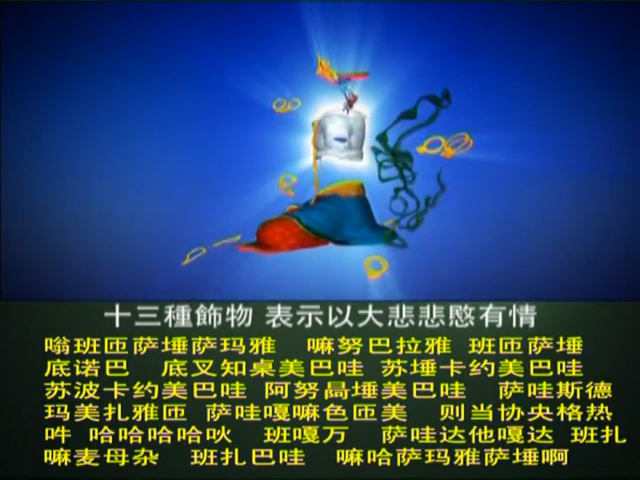 十三種飾物 表示以大悲悲愍有情
嗡班匝萨埵萨玛雅 嘛努巴拉雅 班匝萨埵
底诺巴 底叉知桌美巴哇 苏埵卡约美巴哇
苏波卡约美巴哇 阿努晑埵美巴哇 萨哇斯德
玛美扎雅匝 萨哇嘎嘛色匝美 则当协央格热
吽 哈哈哈哈吙 班嘎万 萨哇达他嘎达 班扎
嘛麦母杂 班扎巴哇 嘛哈萨玛雅萨埵啊